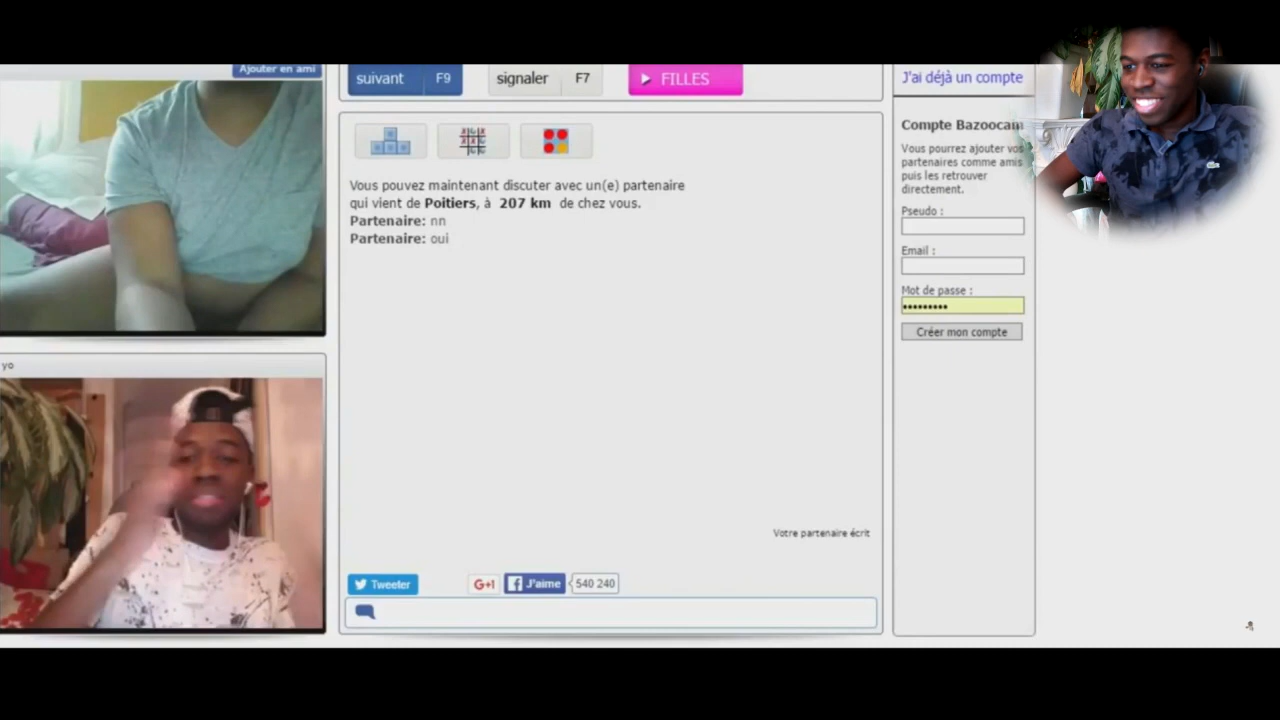 Ajouter en ami
suivant F9
signaler F7
FILLES
J'ai déjà un compte
Compte Bazoocam
Vous pourrez ajouter vos
partenaires comme amis
puis les retrouver
directement.
Pseudo :
Email :
Mot de passe :
•••••••••
Créer mon compte
Vous pouvez maintenant discuter avec un(e) partenaire
qui vient de Poitiers, à 207 km de chez vous.
Partenaire: nn
Partenaire: oui
yo
Votre partenaire écrit
Tweeter
G+1
J'aime
540 240